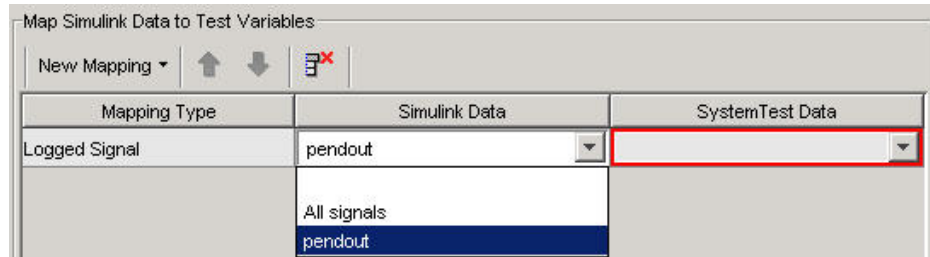 Map Simulink Data to Test Variables
New Mapping
Mapping Type Simulink Data SystemTest Data
Logged Signal pendout
All signals
pendout